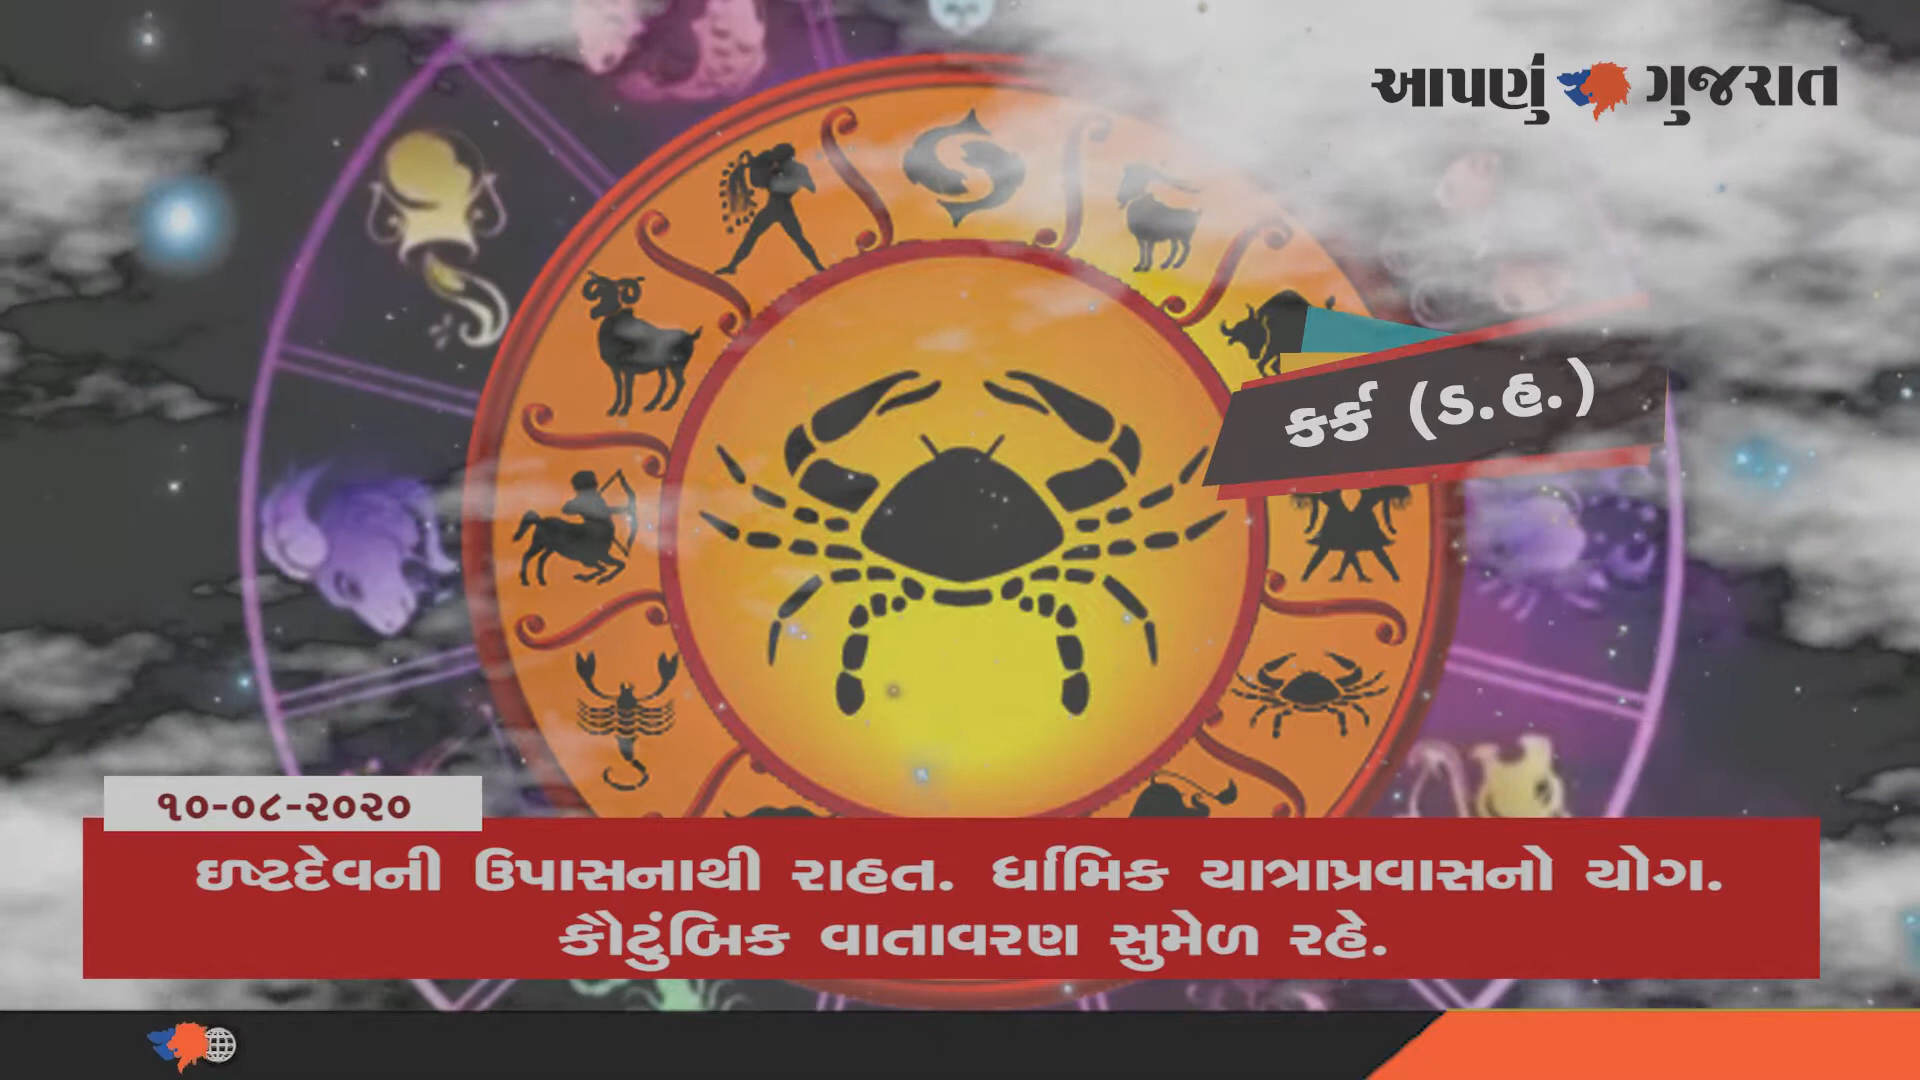 આપણું ગુજરાત
કર્ક (ડ.હ.)
૧૦-૦૮-૨૦૨૦
ઇષ્ટદેવની ઉપાસનાથી રાહત. ર્ધામિક યાત્રાપ્રવાસનો યોગ.
કૌટુંબિક વાતાવરણ સુમેળ રહે.